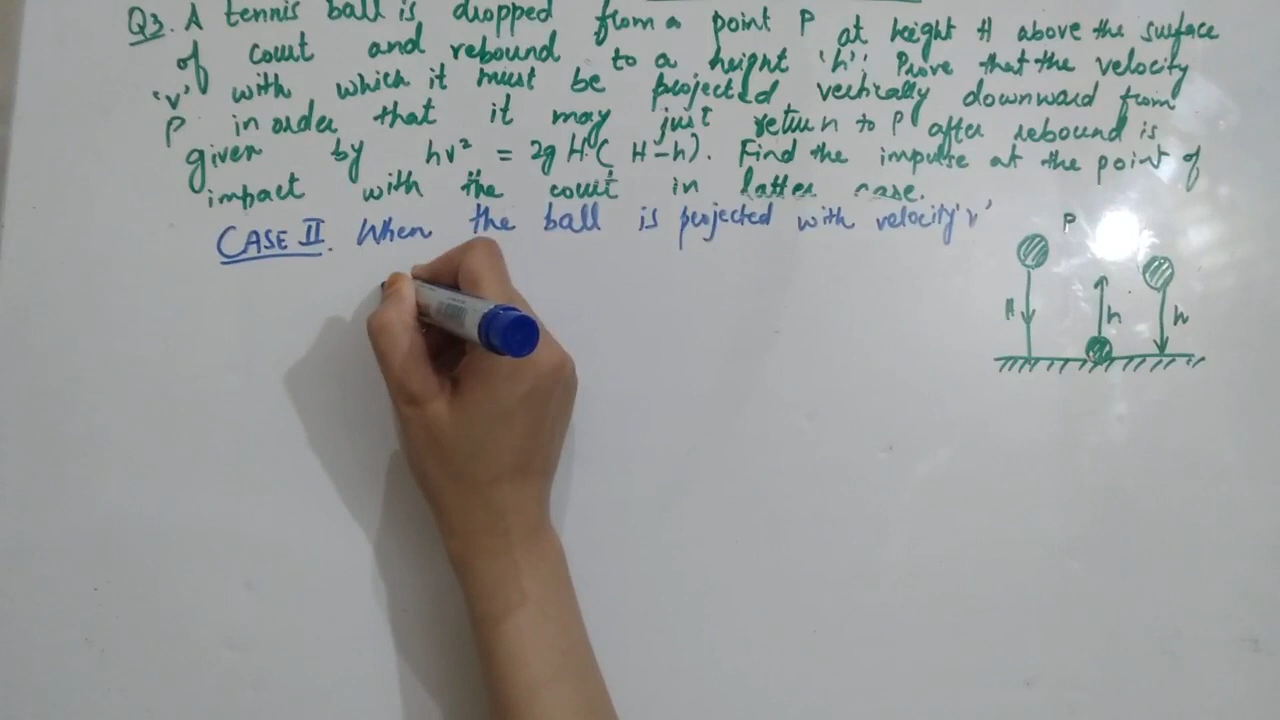 Q3. A tennis ball is dropped from a point P at height H above the surface
of court and rebound to a height 'h'. Prove that the velocity
'v' with which it must be projected vertically downward from
P in order that it may just return to P after rebound is
given by hv² = 2gH(H-h). Find the impulse at the point of
impact with the court in latter case.
CASE II. When the ball is projected with velocity 'v'
P
H
h
h